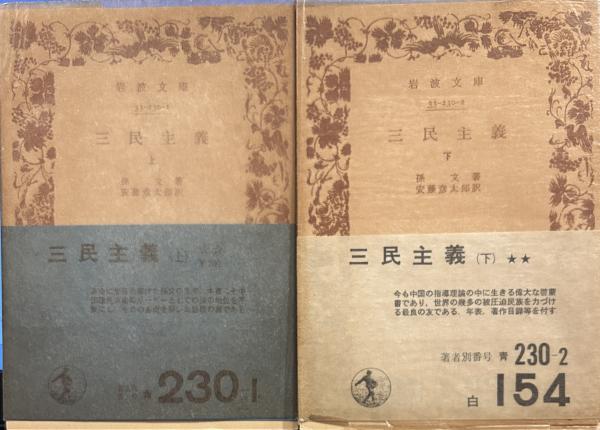 岩波文庫
33-230-1
三民主義
上
孫文著
安藤彦太郎訳
三民主義(上)
青 230-1
岩波文庫
33-230-2
三民主義
下
孫文著
安藤彦太郎訳
三民主義(下)★★
今も中国の指導理論の中に生きる偉大な啓蒙
書であり、世界の幾多の被圧迫民族を力づけ
る最良の友である。年表、著作目録等を付す
著者別番号 青 230-2
白 154